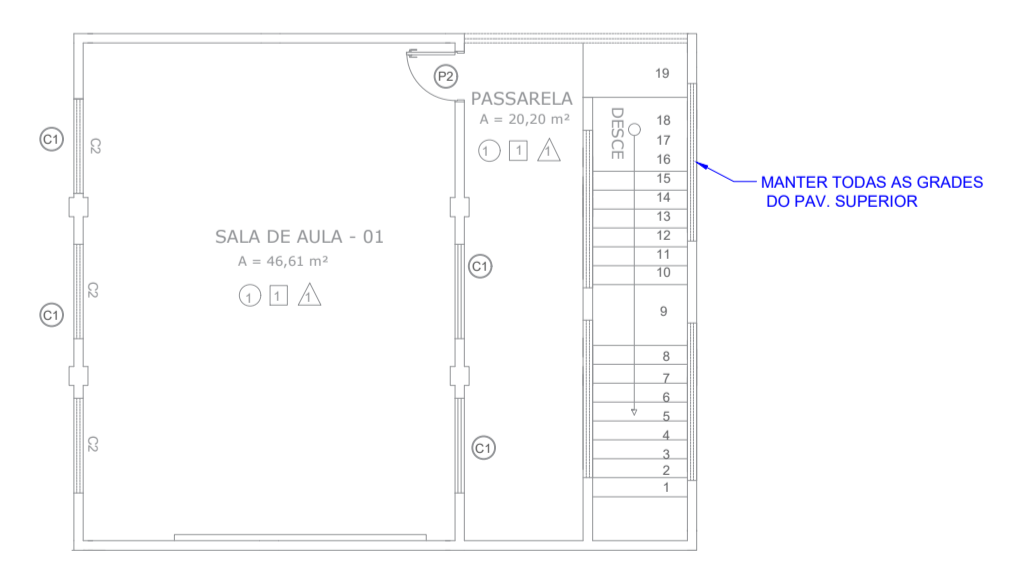 19
P2
PASSARELA
A = 20,20 m²
1 1 1
DESCE
18
17
16
15
14
13
12
11
10
9
8
7
6
5
4
3
2
1
C1
C2
MANTER TODAS AS GRADES
DO PAV. SUPERIOR
SALA DE AULA - 01
A = 46,61 m²
1 1 1
C1
C2
C1
C2
C1